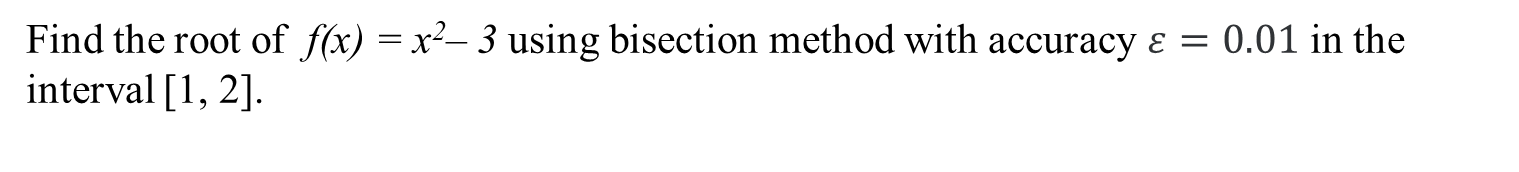 Find the root of f(x) = x²– 3 using bisection method with accuracy ε = 0.01 in the
interval [1, 2].